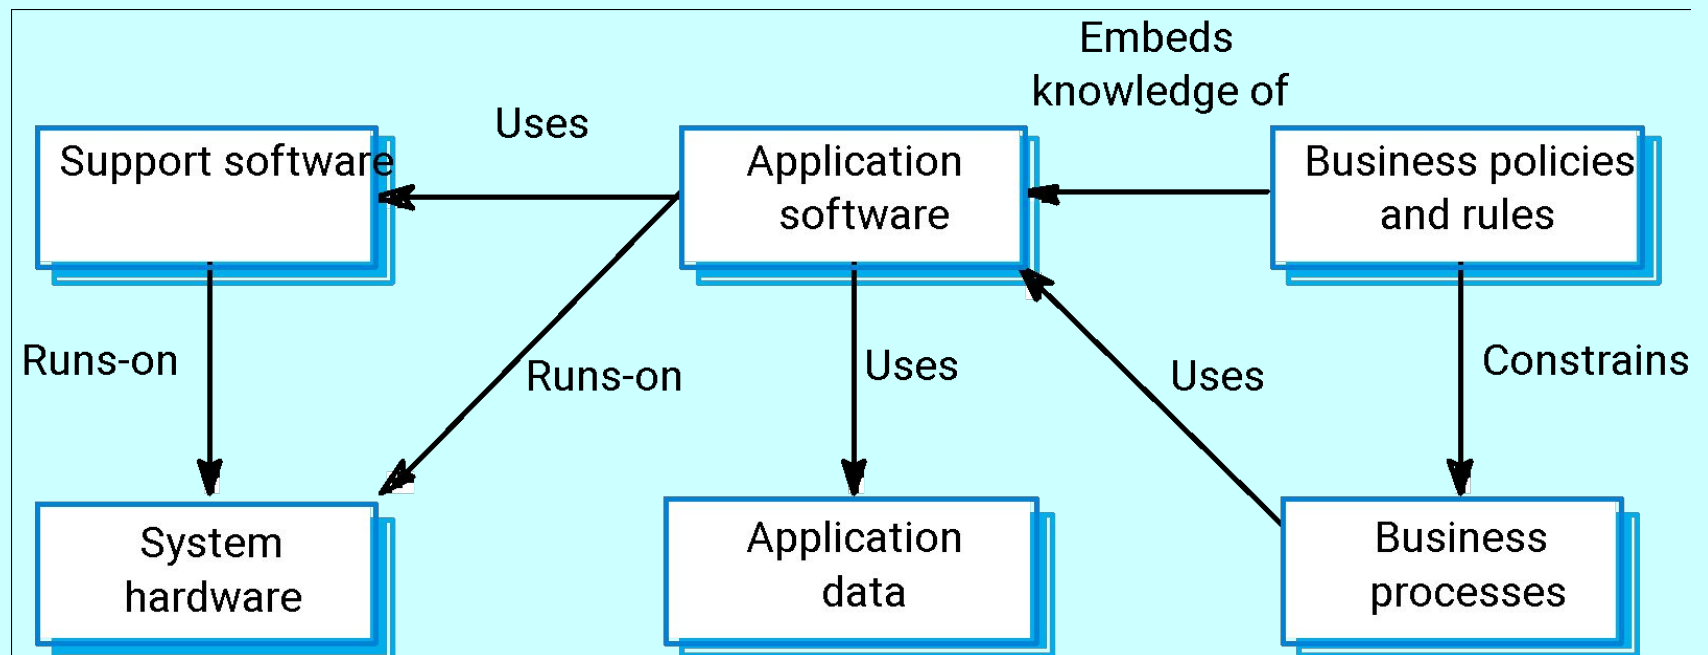 Embeds
knowledge of
Uses
Support software
Application
software
Business policies
and rules
Runs-on
Runs-on
Uses
Uses
Constrains
System
hardware
Application
data
Business
processes